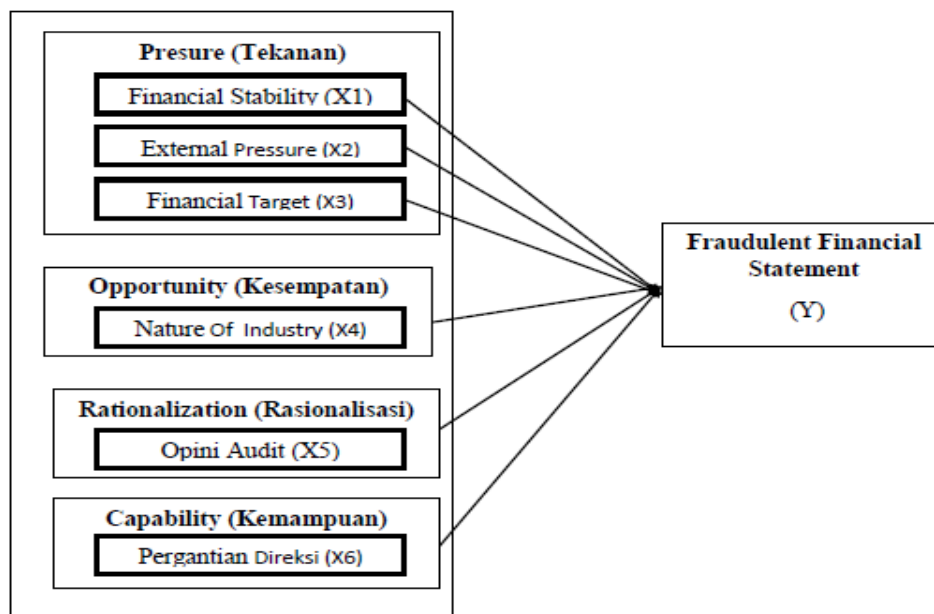 Presure (Tekanan)
Financial Stability (X1)
External Pressure (X2)
Financial Target (X3)
Opportunity (Kesempatan)
Nature Of Industry (X4)
Rationalization (Rasionalisasi)
Opini Audit (X5)
Capability (Kemampuan)
Pergantian Direksi (X6)
Fraudulent Financial
Statement
(Y)